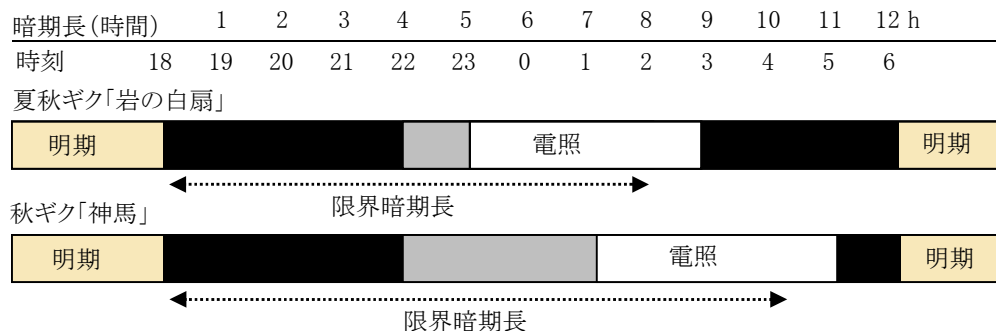 暗期長(時間) 1 2 3 4 5 6 7 8 9 10 11 12 h
時刻 18 19 20 21 22 23 0 1 2 3 4 5 6
夏秋ギク「岩の白扇」
明期 電照 明期
限界暗期長
秋ギク「神馬」
明期 電照 明期
限界暗期長